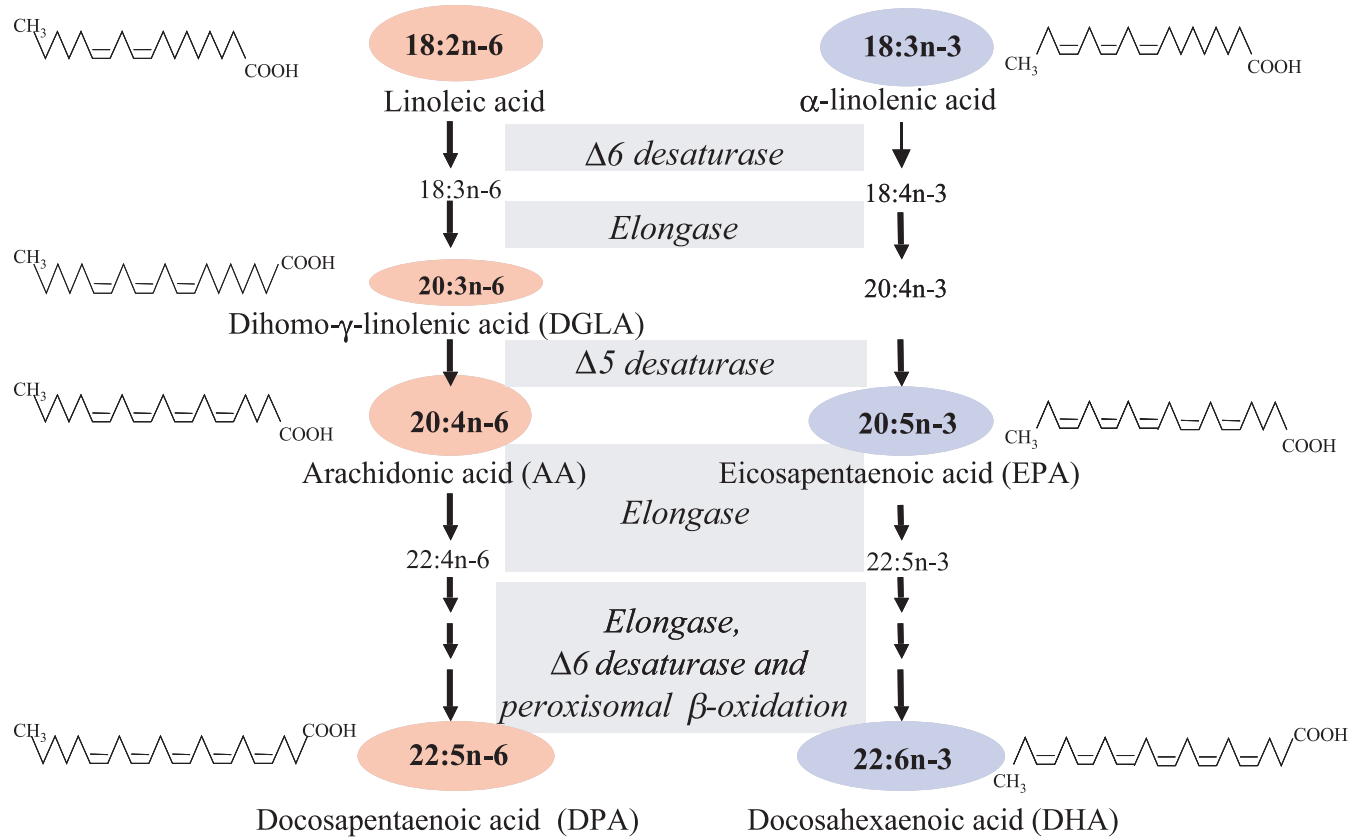 CH3
COOH
18:2n-6
Linoleic acid
18:3n-3
α-linolenic acid
CH3
COOH
Δ6 desaturase
18:3n-6
18:4n-3
Elongase
CH3
COOH
20:3n-6
Dihomo-γ-linolenic acid (DGLA)
20:4n-3
Δ5 desaturase
CH3
COOH
20:4n-6
Arachidonic acid (AA)
20:5n-3
Eicosapentaenoic acid (EPA)
CH3
COOH
Elongase
22:4n-6
22:5n-3
Elongase,
Δ6 desaturase and
peroxisomal β-oxidation
CH3
COOH
22:5n-6
Docosapentaenoic acid (DPA)
22:6n-3
Docosahexaenoic acid (DHA)
CH3
COOH